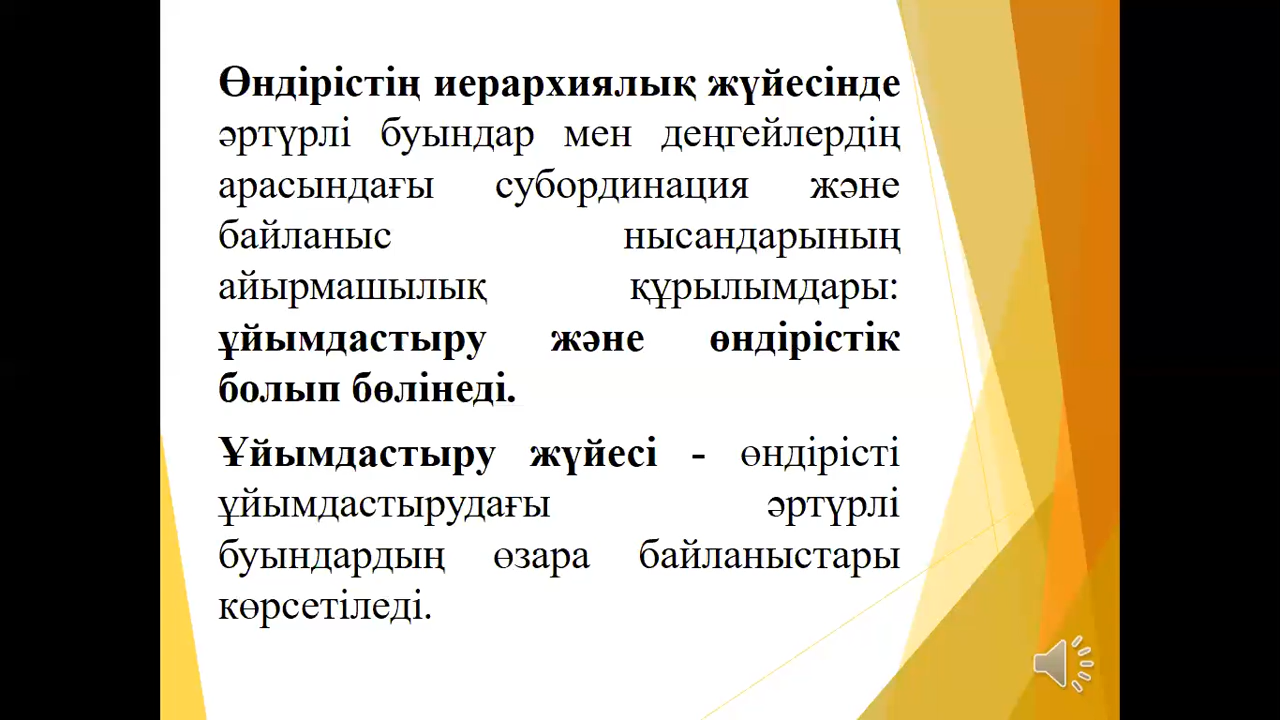 Өндірістің иерархиялық жүйесінде
әртүрлі буындар мен деңгейлердің
арасындағы субординация және
байланыс нысандарының
айырмашылық құрылымдары:
ұйымдастыру және өндірістік
болып бөлінеді.
Ұйымдастыру жүйесі - өндірісті
ұйымдастырудағы әртүрлі
буындардың өзара байланыстары
көрсетіледі.